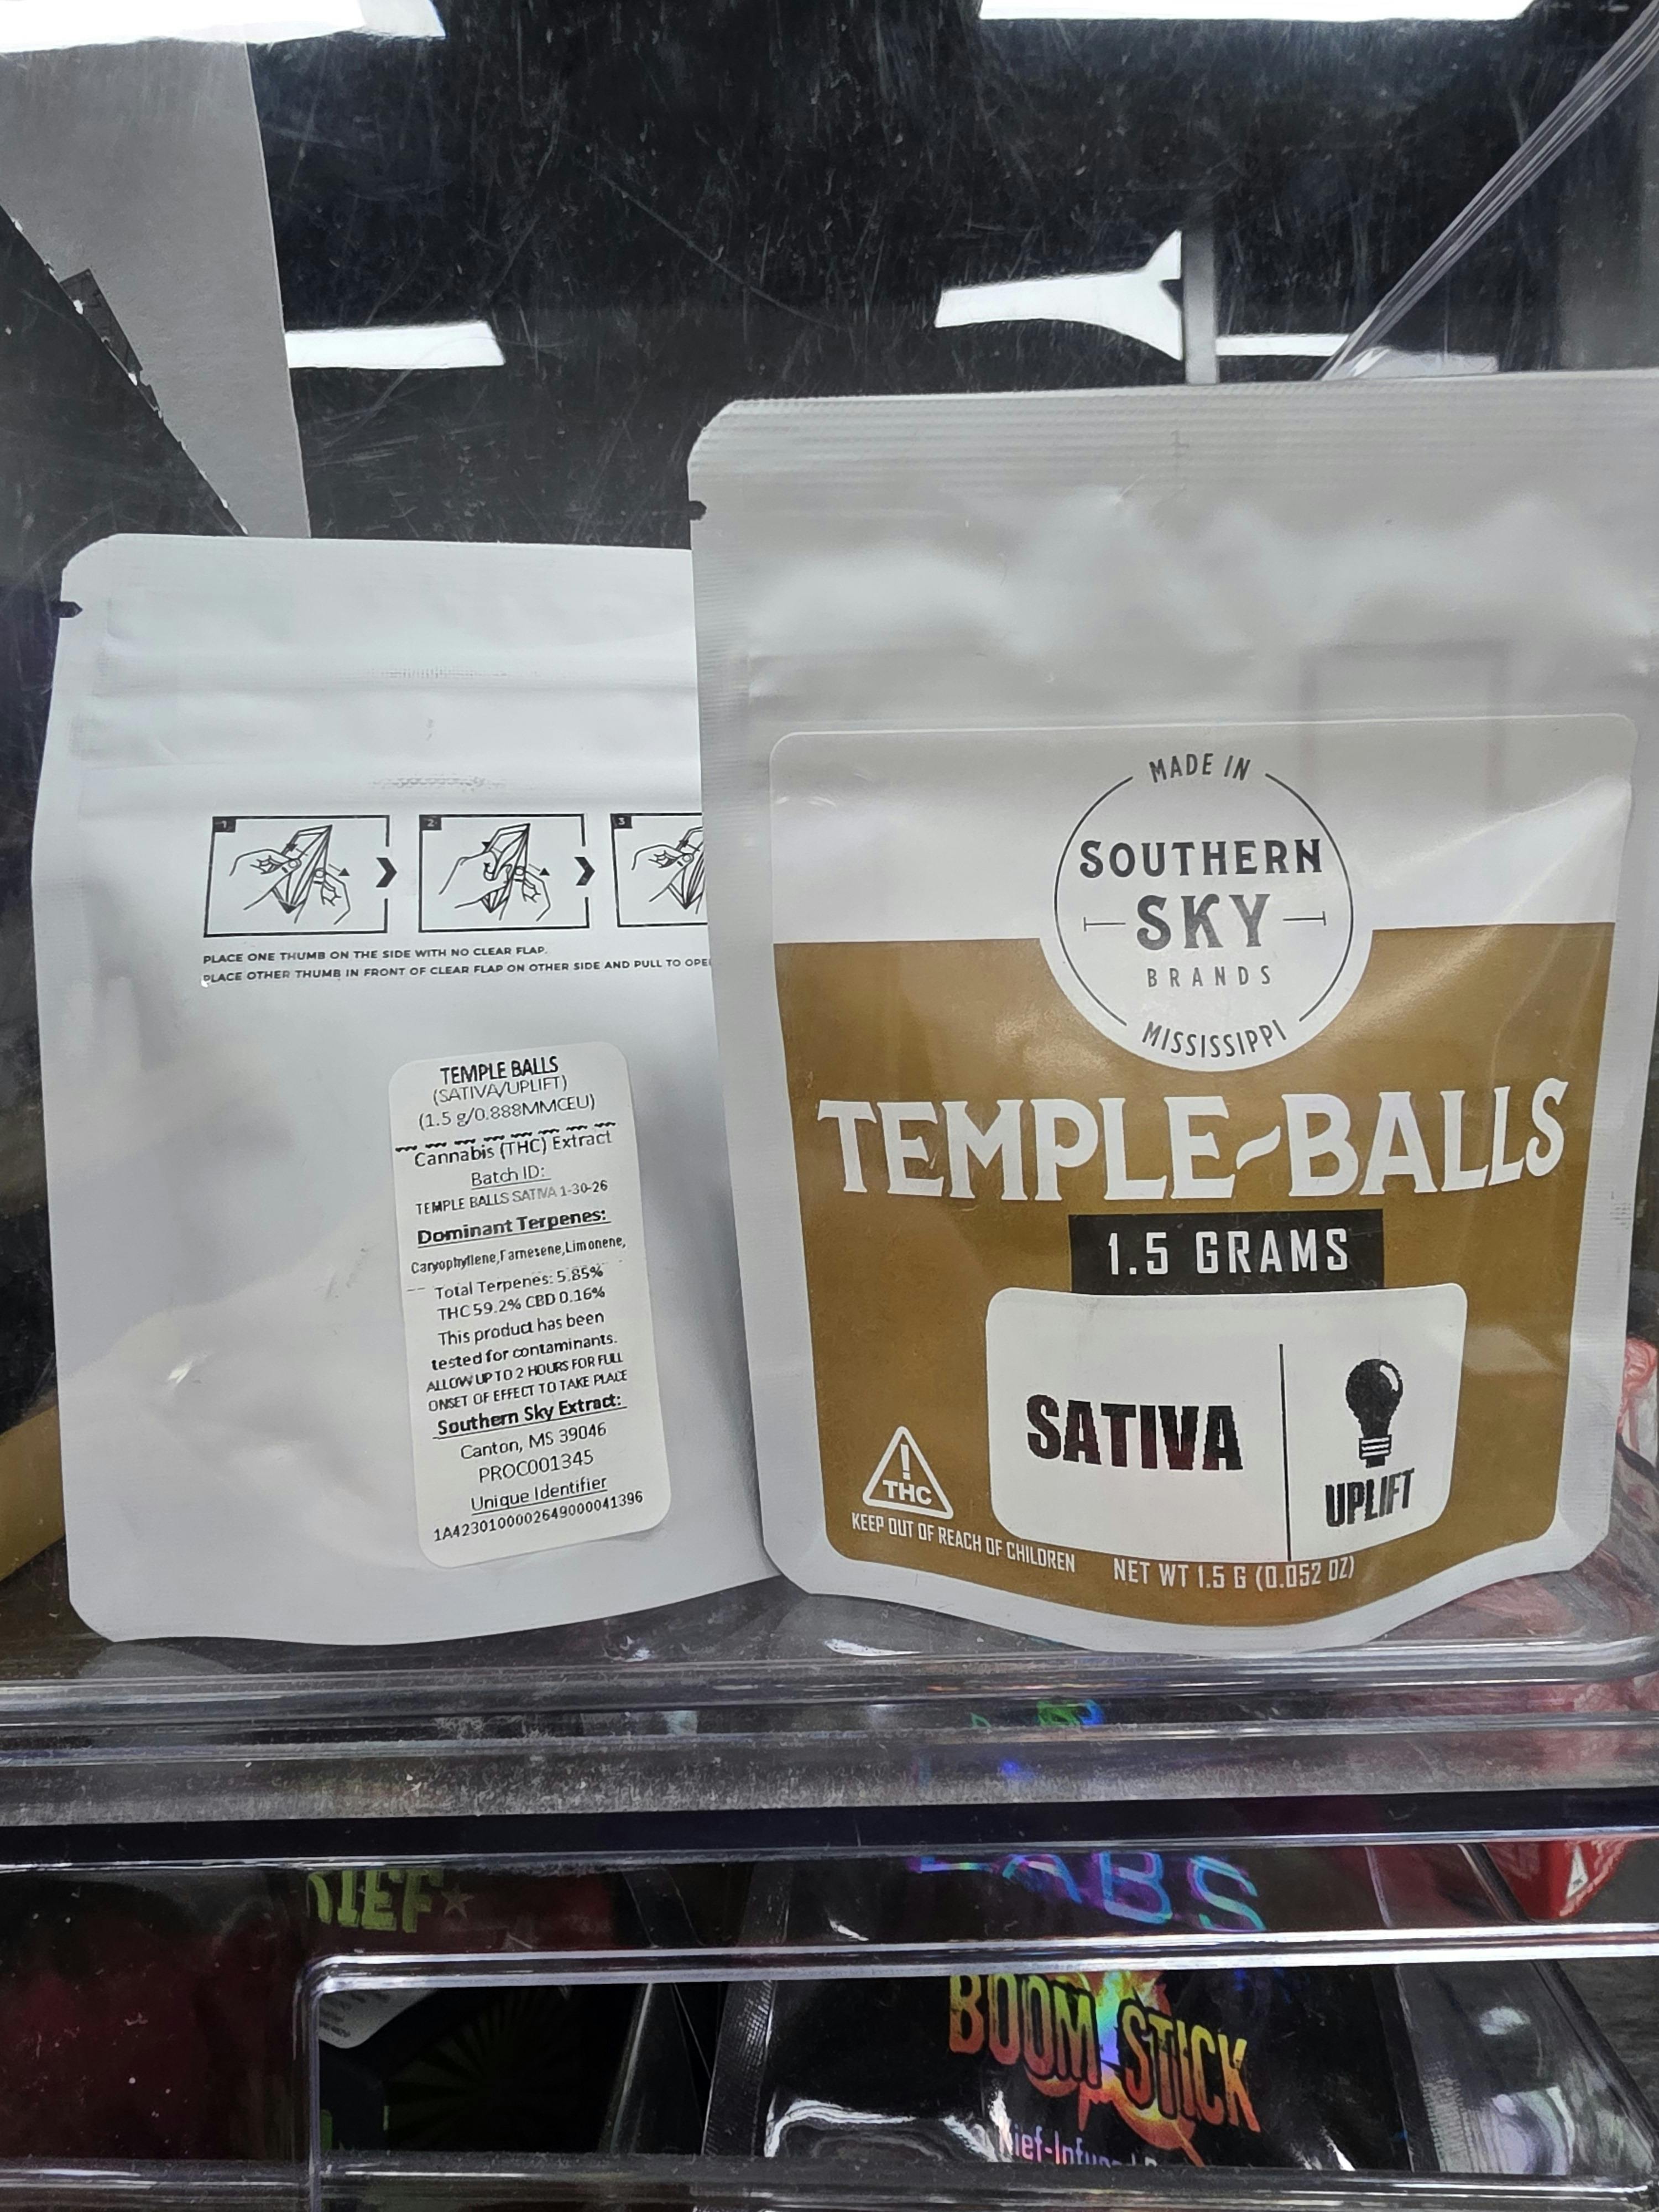 1
2
3
PLACE ONE THUMB ON THE SIDE WITH NO CLEAR FLAP.
PLACE OTHER THUMB IN FRONT OF CLEAR FLAP ON OTHER SIDE AND PULL TO OPE
TEMPLE BALLS
(SATIVA/UPLIFT)
(1.5 g/0.888MMCEU)
Cannabis (THC) Extract
Batch ID:
TEMPLE BALLS SATIVA 1-30-26
Dominant Terpenes:
Caryophyllene,Farnesene,Limonene,
Total Terpenes: 5.85%
THC 59.2% CBD 0.16%
This product has been
tested for contaminants.
ALLOW UP TO 2 HOURS FOR FULL
ONSET OF EFFECT TO TAKE PLACE
Southern Sky Extract:
Canton, MS 39046
PROC001345
Unique Identifier
1A4230100002649000041396
MADE IN
SOUTHERN
SKY
BRANDS
MISSISSIPPI
TEMPLE-BALLS
1.5 GRAMS
SATIVA
UPLIFT
THC
KEEP OUT OF REACH OF CHILDREN
NET WT 1.5 G (0.052 OZ)
IEF
LABS
BOOM STICK